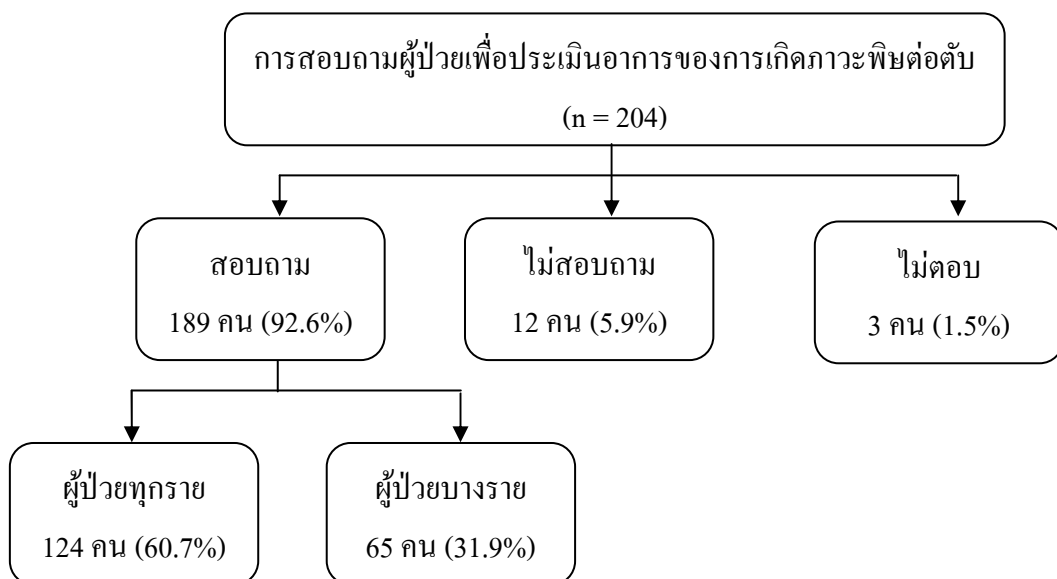 การสอบถามผู้ป่วยเพื่อประเมินอาการของการเกิดภาวะพิษต่อตับ
(n = 204)
สอบถาม
189 คน (92.6%)
ไม่สอบถาม
12 คน (5.9%)
ไม่ตอบ
3 คน (1.5%)
ผู้ป่วยทุกราย
124 คน (60.7%)
ผู้ป่วยบางราย
65 คน (31.9%)